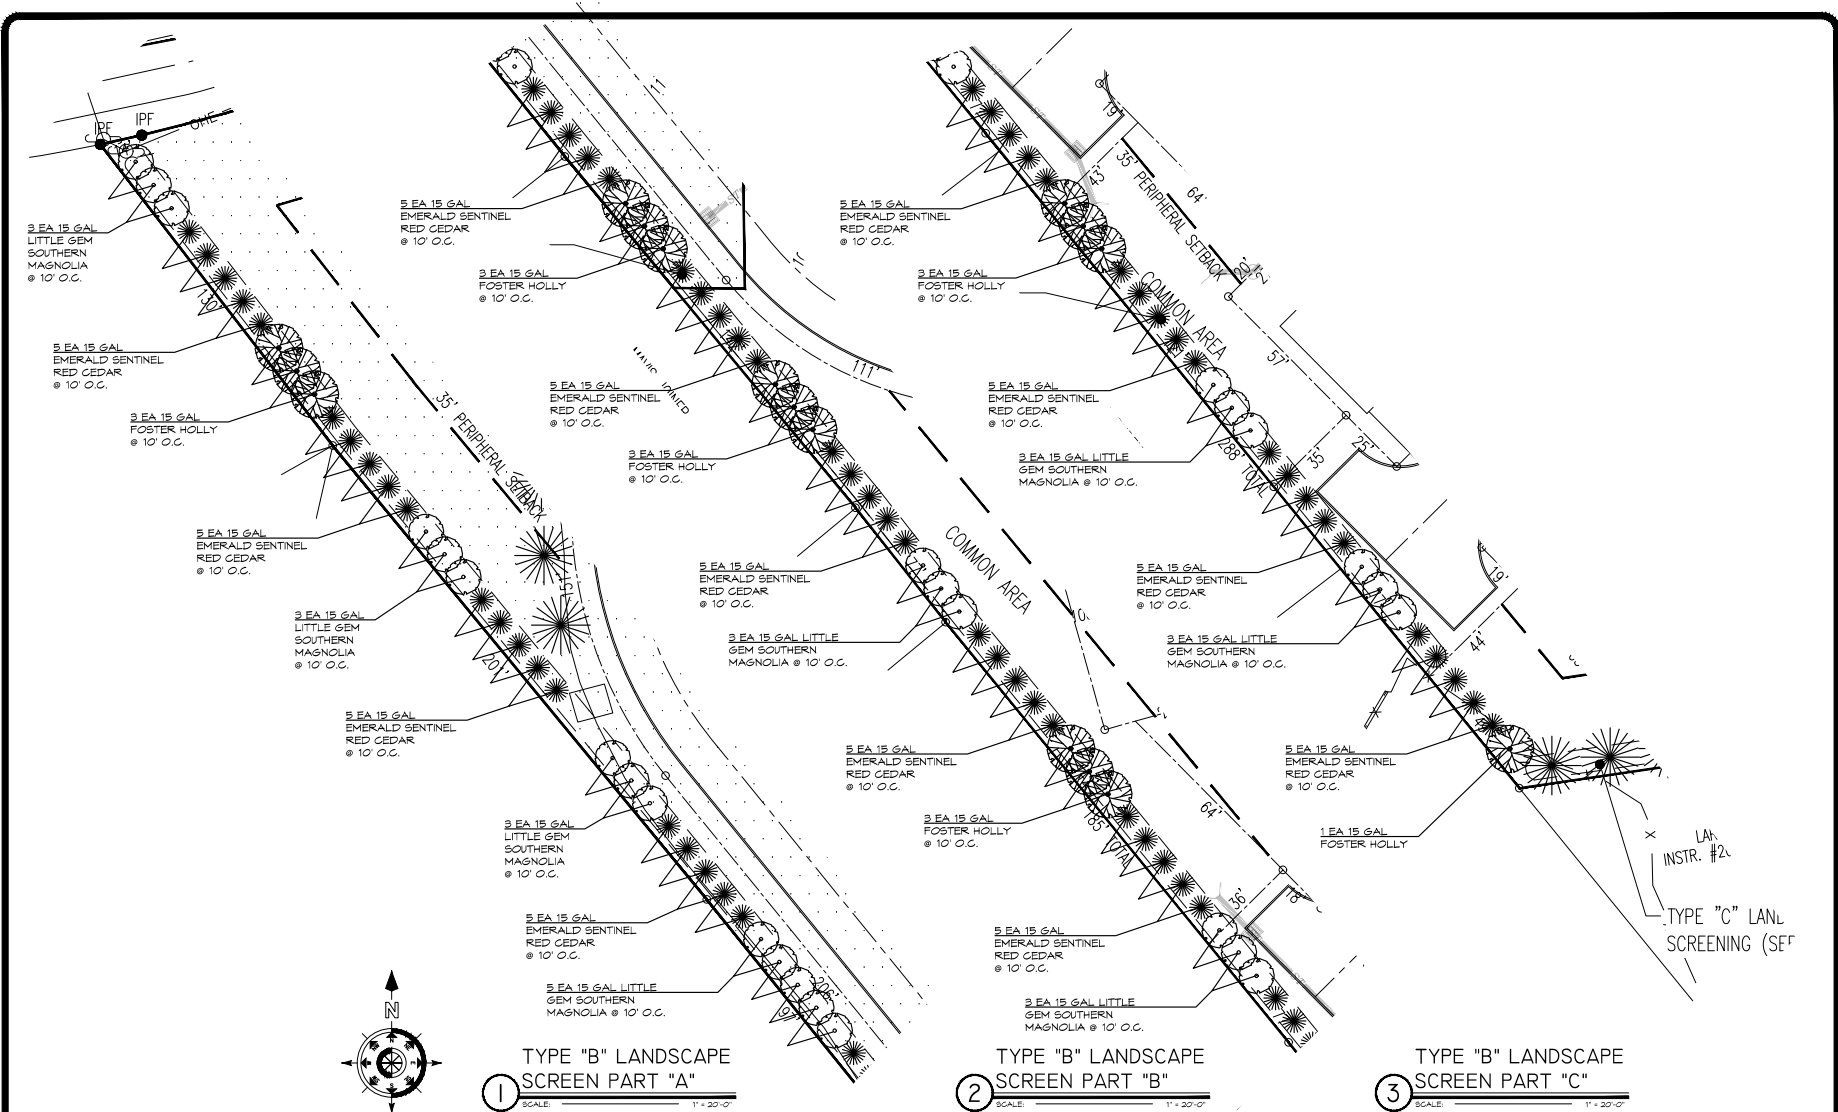 IPF
IPF
OHE
3 EA 15 GAL
LITTLE GEM
SOUTHERN
MAGNOLIA
@ 10' O.C.
130'
5 EA 15 GAL
EMERALD SENTINEL
RED CEDAR
@ 10' O.C.
3 EA 15 GAL
FOSTER HOLLY
@ 10' O.C.
35' PERIPHERAL
SETBACK
5 EA 15 GAL
EMERALD SENTINEL
RED CEDAR
@ 10' O.C.
3 EA 15 GAL
LITTLE GEM
SOUTHERN
MAGNOLIA
@ 10' O.C.
5 EA 15 GAL
EMERALD SENTINEL
RED CEDAR
@ 10' O.C.
3 EA 15 GAL
LITTLE GEM
SOUTHERN
MAGNOLIA
@ 10' O.C.
5 EA 15 GAL
EMERALD SENTINEL
RED CEDAR
@ 10' O.C.
5 EA 15 GAL LITTLE
GEM SOUTHERN
MAGNOLIA @ 10' O.C.
206'
N
1
TYPE "B" LANDSCAPE
SCREEN PART "A"
SCALE: 1" = 20'-0"
5 EA 15 GAL
EMERALD SENTINEL
RED CEDAR
@ 10' O.C.
3 EA 15 GAL
FOSTER HOLLY
@ 10' O.C.
111'
5 EA 15 GAL
EMERALD SENTINEL
RED CEDAR
@ 10' O.C.
3 EA 15 GAL
FOSTER HOLLY
@ 10' O.C.
COMMON AREA
5 EA 15 GAL
EMERALD SENTINEL
RED CEDAR
@ 10' O.C.
3 EA 15 GAL LITTLE
GEM SOUTHERN
MAGNOLIA @ 10' O.C.
5 EA 15 GAL
EMERALD SENTINEL
RED CEDAR
@ 10' O.C.
3 EA 15 GAL
FOSTER HOLLY
@ 10' O.C.
185' TOTAL
64'
36'
18'
5 EA 15 GAL
EMERALD SENTINEL
RED CEDAR
@ 10' O.C.
3 EA 15 GAL LITTLE
GEM SOUTHERN
MAGNOLIA @ 10' O.C.
2
TYPE "B" LANDSCAPE
SCREEN PART "B"
SCALE: 1" = 20'-0"
19'
43'
35' PERIPHERAL SETBACK
64'
20'
5 EA 15 GAL
EMERALD SENTINEL
RED CEDAR
@ 10' O.C.
3 EA 15 GAL
FOSTER HOLLY
@ 10' O.C.
COMMON AREA
57'
5 EA 15 GAL
EMERALD SENTINEL
RED CEDAR
@ 10' O.C.
25'
35'
288' TOTAL
3 EA 15 GAL LITTLE
GEM SOUTHERN
MAGNOLIA @ 10' O.C.
5 EA 15 GAL
EMERALD SENTINEL
RED CEDAR
@ 10' O.C.
19'
44'
3 EA 15 GAL LITTLE
GEM SOUTHERN
MAGNOLIA @ 10' O.C.
5 EA 15 GAL
EMERALD SENTINEL
RED CEDAR
@ 10' O.C.
1 EA 15 GAL
FOSTER HOLLY
INSTR.
TYPE "C"
SCREENING
3
TYPE "B" LANDSCAPE
SCREEN PART "C"
SCALE: 1" = 20'-0"